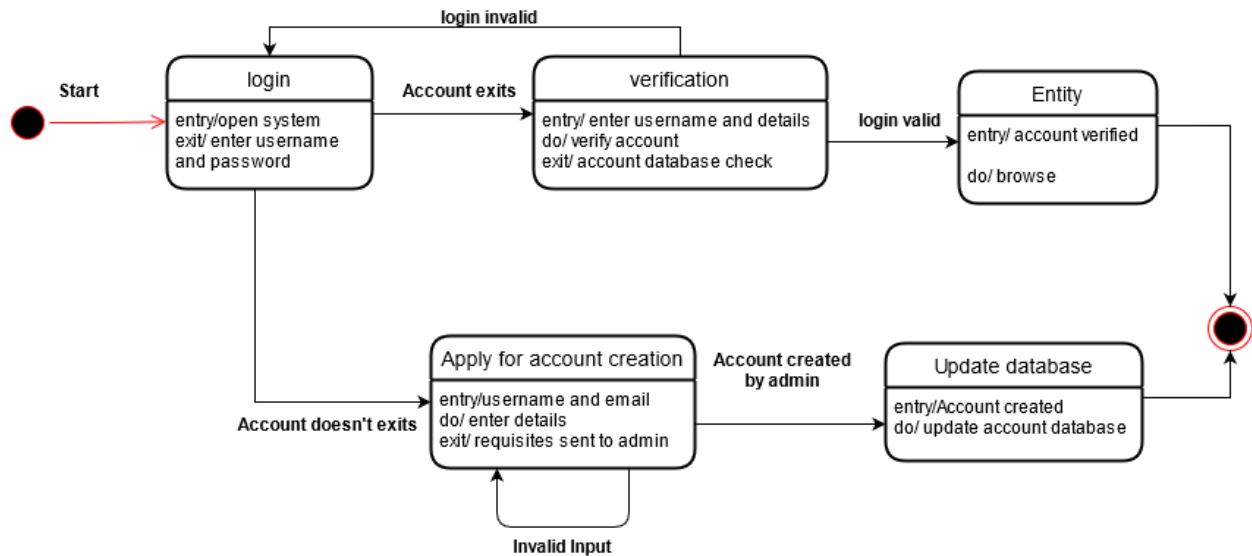 login invalid
Start
login
entry/open system
exit/ enter username
and password
Account exits
verification
entry/ enter username and details
do/ verify account
exit/ account database check
login valid
Entity
entry/ account verified
do/ browse
Account doesn't exits
Apply for account creation
entry/username and email
do/ enter details
exit/ requisites sent to admin
Invalid Input
Account created
by admin
Update database
entry/Account created
do/ update account database